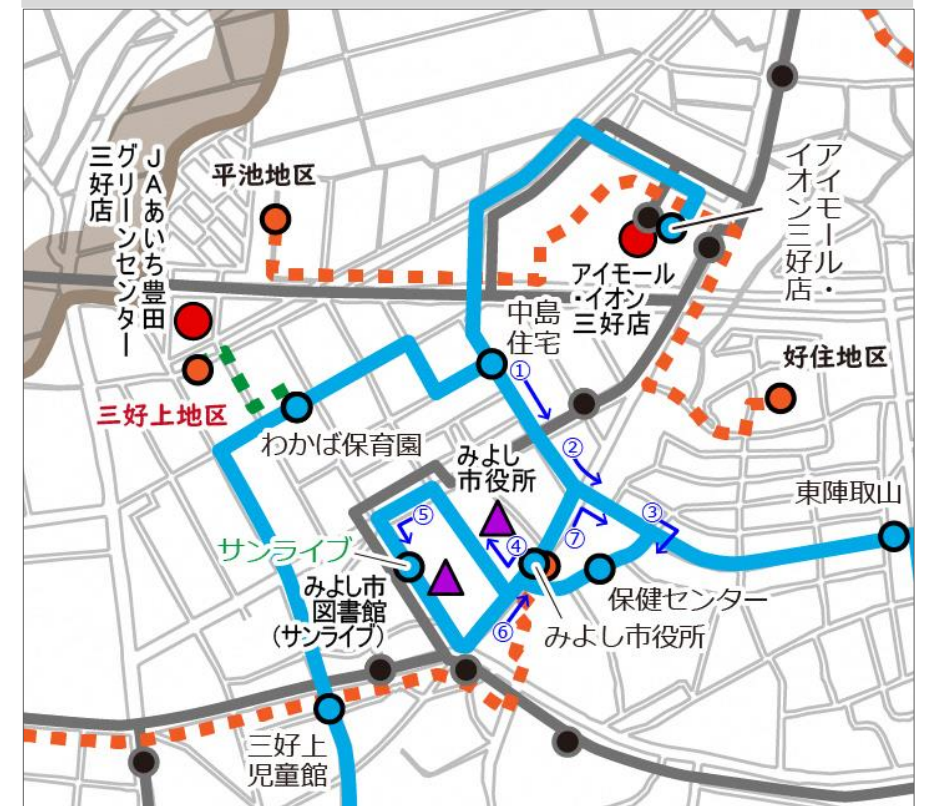 JAあいち豊田
グリーンセンター
三好店
平池地区
アイモール・
イオン三好店
アイモール
・イオン
三好店
中島
住宅
①
好住地区
三好上地区
わかば保育園
みよし
市役所
②
東陣取山
⑤
③
サンライブ
④
⑦
みよし市
図書館
(サンライブ)
保健センター
⑥
みよし市役所
三好上
児童館